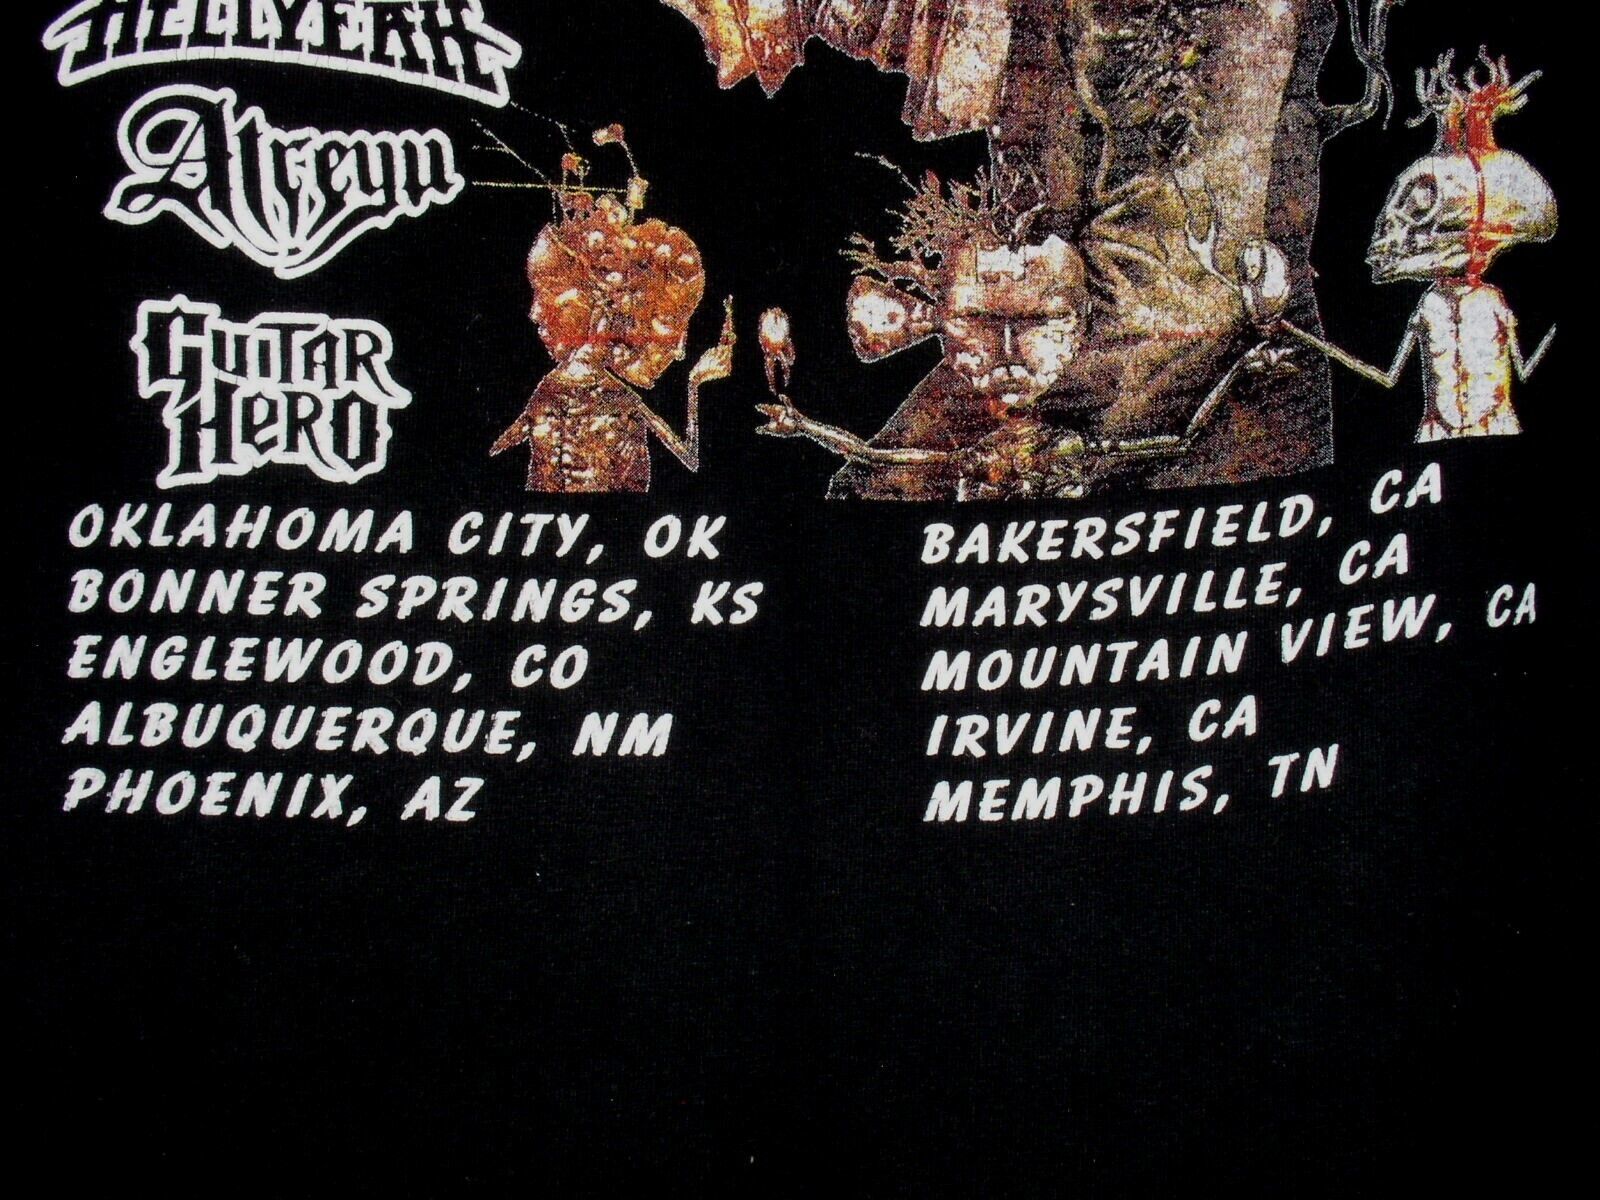 HELLYEAH
Atreyu
GUITAR
HERO
OKLAHOMA CITY, OK
BONNER SPRINGS, KS
ENGLEWOOD, CO
ALBUQUERQUE, NM
PHOENIX, AZ
BAKERSFIELD, CA
MARYSVILLE, CA
MOUNTAIN VIEW, CA
IRVINE, CA
MEMPHIS, TN